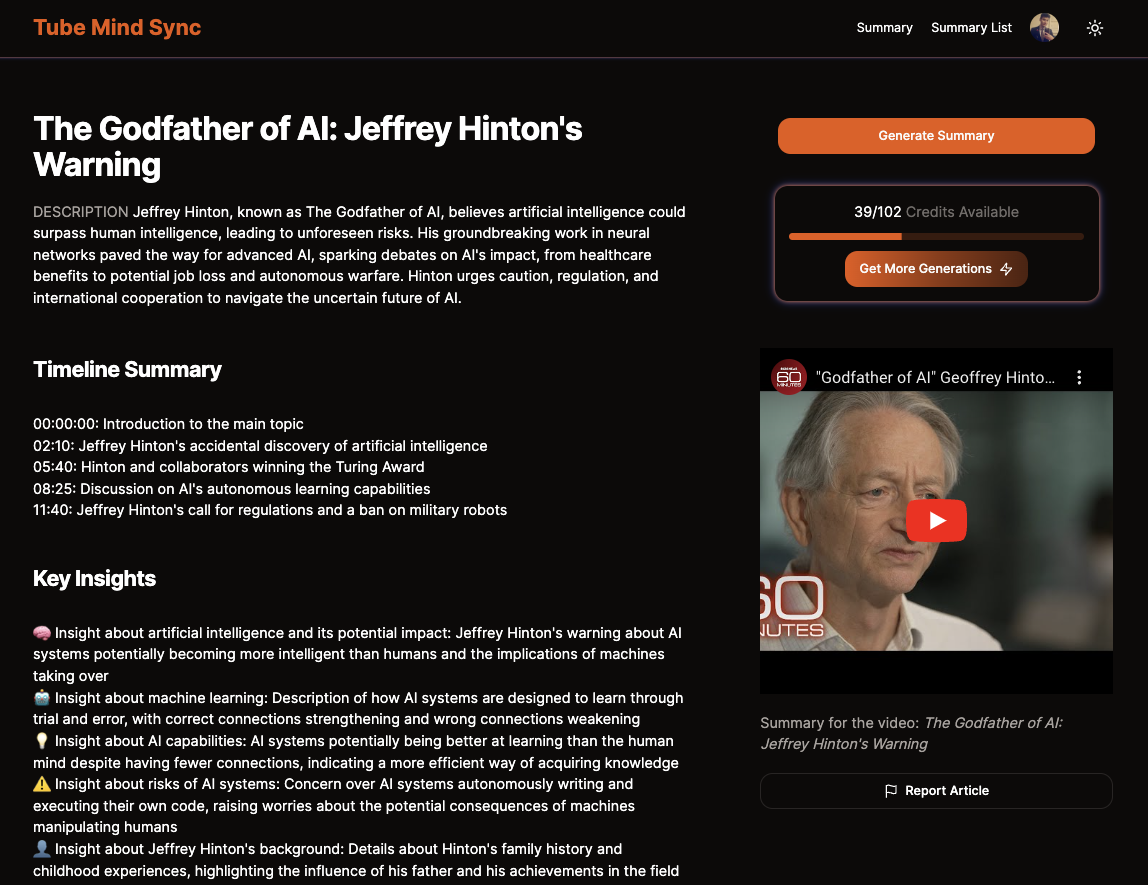 Tube Mind Sync
Summary
Summary List
The Godfather of AI: Jeffrey Hinton's
Warning
DESCRIPTION Jeffrey Hinton, known as The Godfather of AI, believes artificial intelligence could
surpass human intelligence, leading to unforeseen risks. His groundbreaking work in neural
networks paved the way for advanced AI, sparking debates on AI's impact, from healthcare
benefits to potential job loss and autonomous warfare. Hinton urges caution, regulation, and
international cooperation to navigate the uncertain future of AI.
Timeline Summary
00:00:00: Introduction to the main topic
02:10: Jeffrey Hinton's accidental discovery of artificial intelligence
05:40: Hinton and collaborators winning the Turing Award
08:25: Discussion on AI's autonomous learning capabilities
11:40: Jeffrey Hinton's call for regulations and a ban on military robots
Key Insights
🧠 Insight about artificial intelligence and its potential impact: Jeffrey Hinton's warning about AI
systems potentially becoming more intelligent than humans and the implications of machines
taking over
🤖 Insight about machine learning: Description of how AI systems are designed to learn through
trial and error, with correct connections strengthening and wrong connections weakening
💡 Insight about AI capabilities: AI systems potentially being better at learning than the human
mind despite having fewer connections, indicating a more efficient way of acquiring knowledge
⚠️ Insight about risks of AI systems: Concern over AI systems autonomously writing and
executing their own code, raising worries about the potential consequences of machines
manipulating humans
👤 Insight about Jeffrey Hinton's background: Details about Hinton's family history and
childhood experiences, highlighting the influence of his father and his achievements in the field
Generate Summary
39/102 Credits Available
Get More Generations
60
MINUTES
"Godfather of AI" Geoffrey Hinto...
60
MINUTES
Summary for the video: The Godfather of AI:
Jeffrey Hinton's Warning
Report Article